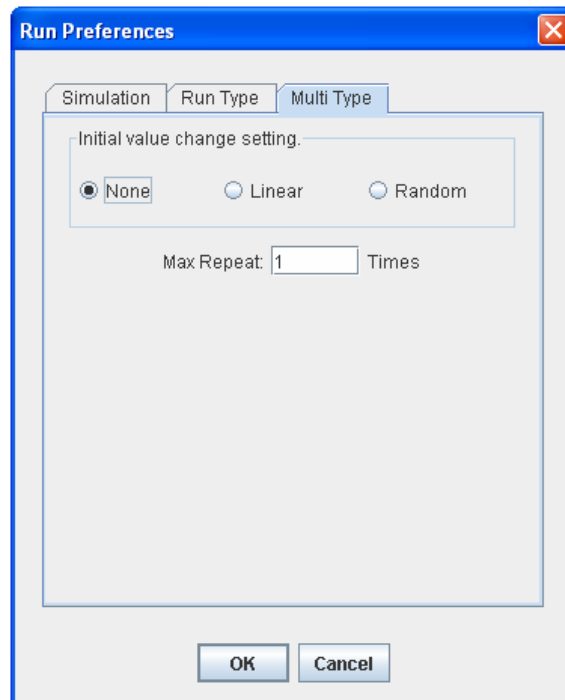 Run Preferences
Simulation Run Type Multi Type
Initial value change setting.
None Linear Random
Max Repeat: 1 Times
OK Cancel